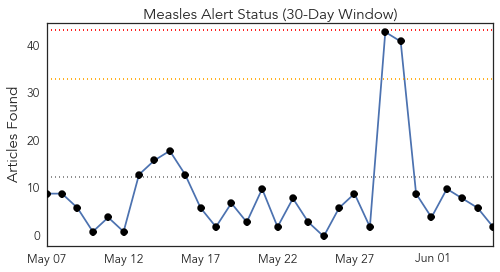 Measles Alert Status (30-Day Window)
Articles Found
40
30
20
10
0
May 07 May 12 May 17 May 22 May 27 Jun 01